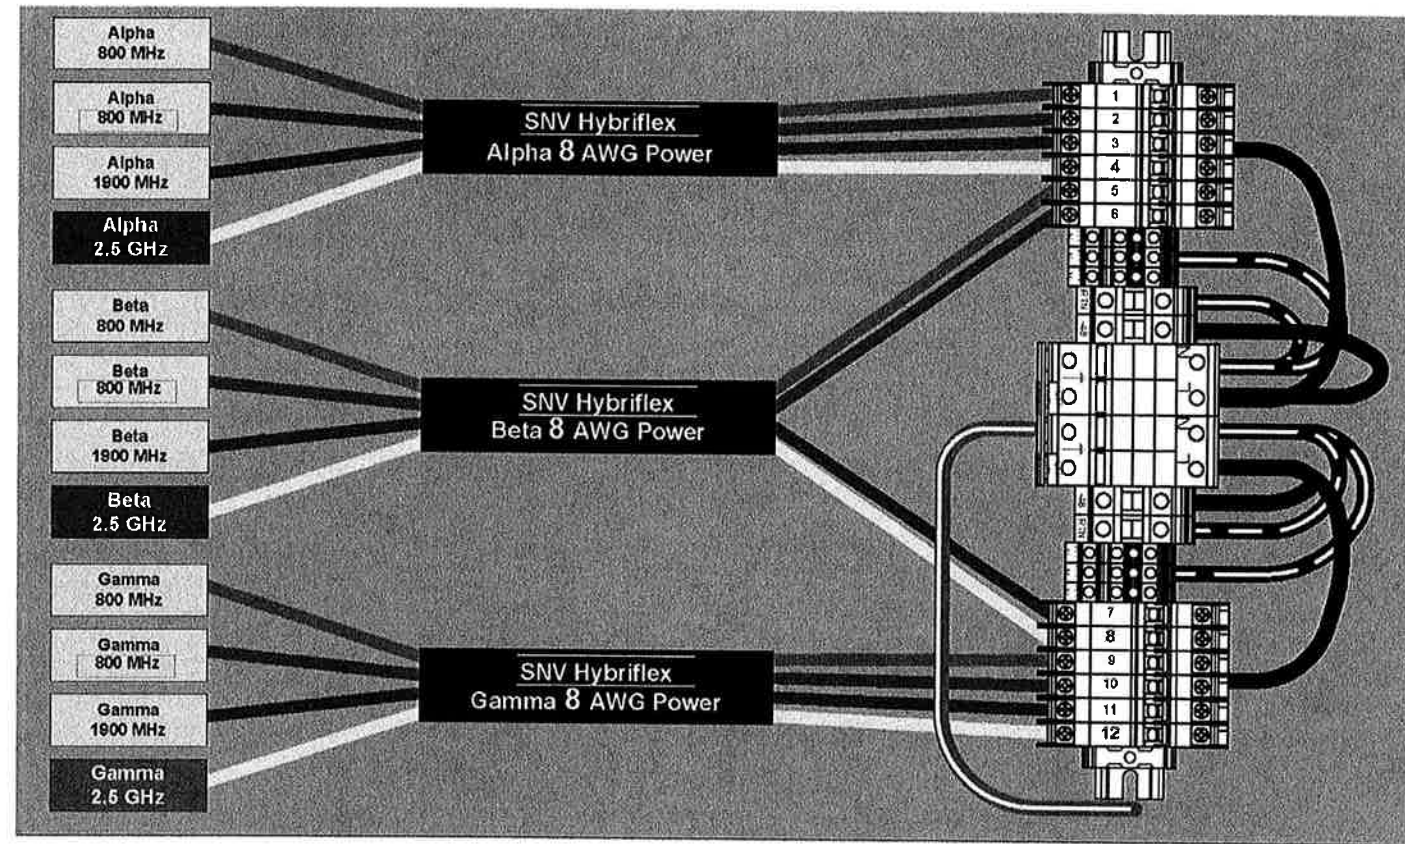 Alpha
800 MHz
Alpha
800 MHz
Alpha
1900 MHz
Alpha
2.5 GHz
SNV Hybriflex
Alpha 8 AWG Power
Beta
800 MHz
Beta
800 MHz
Beta
1900 MHz
Beta
2.5 GHz
SNV Hybriflex
Beta 8 AWG Power
Gamma
800 MHz
Gamma
800 MHz
Gamma
1900 MHz
Gamma
2.5 GHz
SNV Hybriflex
Gamma 8 AWG Power
1
2
3
4
5
6
RTN
N
L
N
L
RTN
7
8
9
10
11
12